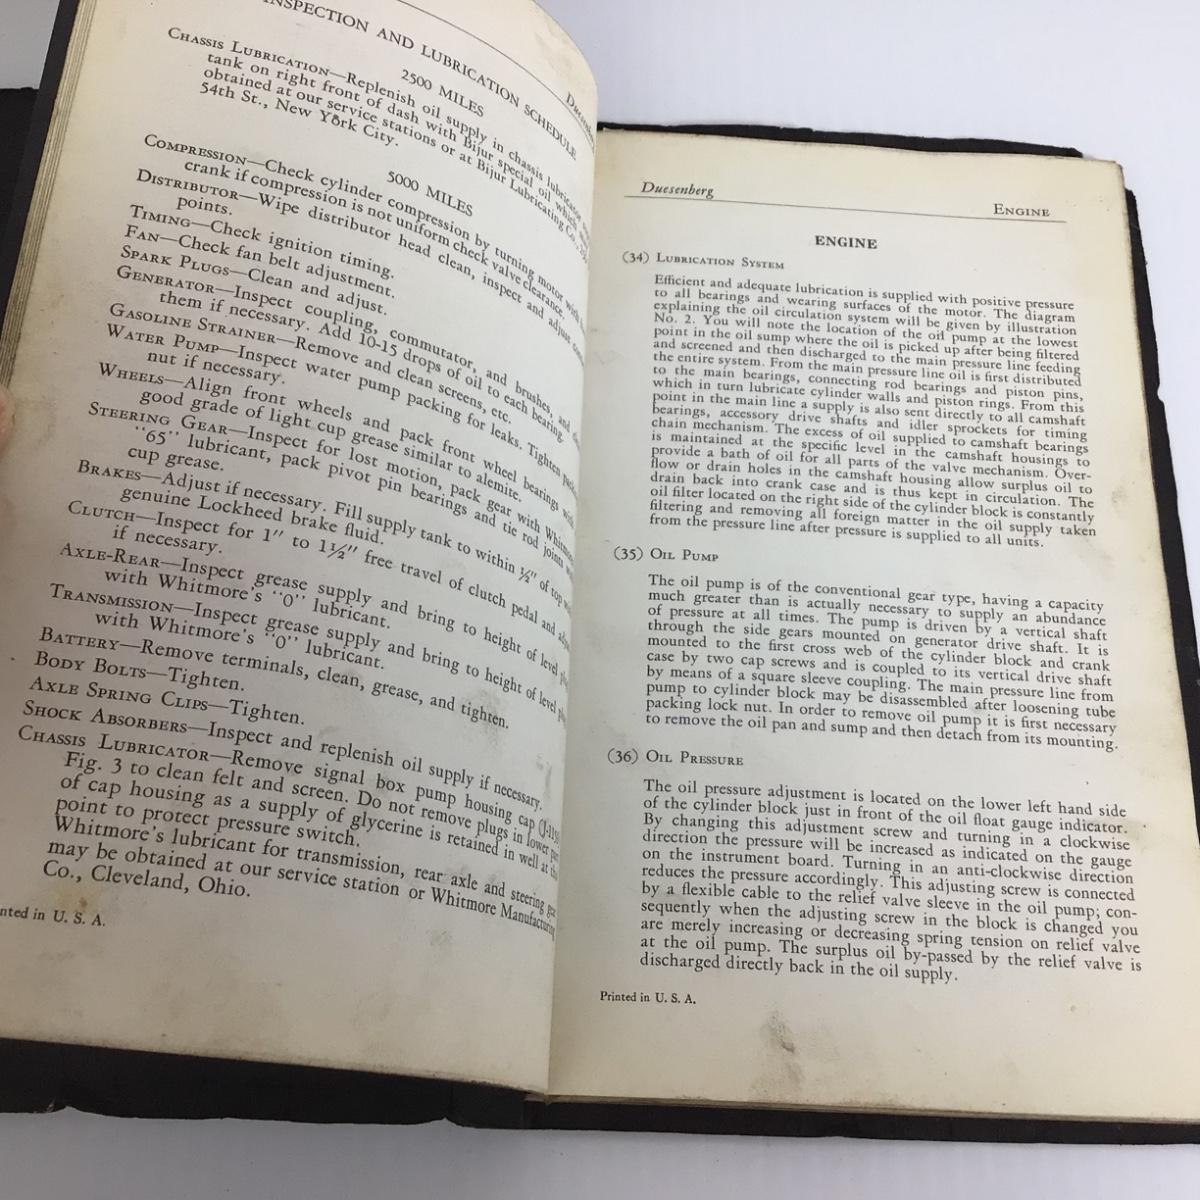 INSPECTION AND LUBRICATION SCHEDULE
2500 MILES
CHASSIS LUBRICATION—Replenish oil supply in chassis lubricator
tank on right front of dash with Bijur special oil which
obtained at our service stations or at Bijur Lubricating Co.,
54th St., New York City.
5000 MILES
COMPRESSION—Check cylinder compression by turning motor with
crank if compression is not uniform check valve clearance.
DISTRIBUTOR—Wipe distributor head clean, inspect and adjust
points.
TIMING—Check ignition timing.
FAN—Check fan belt adjustment.
SPARK PLUGS—Clean and adjust.
GENERATOR—Inspect coupling, commutator, and brushes, and
them if necessary. Add 10-15 drops of oil to each bearing.
GASOLINE STRAINER—Remove and clean screens, etc.
WATER PUMP—Inspect water pump packing for leaks. Tighten
nut if necessary.
WHEELS—Align front wheels and pack front wheel bearings with
good grade of light cup grease similar to alemite.
STEERING GEAR—Inspect for lost motion, pack gear with Whitmore
"65" lubricant, pack pivot pin bearings and tie rod joints
cup grease.
BRAKES—Adjust if necessary. Fill supply tank to within ½" of top
genuine Lockheed brake fluid.
CLUTCH—Inspect for 1" to 1½" free travel of clutch pedal and
if necessary.
AXLE-REAR—Inspect grease supply and bring to height of level
with Whitmore's "0" lubricant.
TRANSMISSION—Inspect grease supply and bring to height of level
with Whitmore's "0" lubricant.
BATTERY—Remove terminals, clean, grease, and tighten.
BODY BOLTS—Tighten.
AXLE SPRING CLIPS—Tighten.
SHOCK ABSORBERS—Inspect and replenish oil supply if necessary.
CHASSIS LUBRICATOR—Remove signal box pump housing cap
Fig. 3 to clean felt and screen. Do not remove plugs in lower
of cap housing as a supply of glycerine is retained in well at
point to protect pressure switch.
Whitmore's lubricant for transmission, rear axle and steering
may be obtained at our service station or Whitmore Manufacturing
Co., Cleveland, Ohio.
in U. S. A.
Duesenberg
ENGINE
ENGINE
(34) LUBRICATION SYSTEM
Efficient and adequate lubrication is supplied with positive pressure
to all bearings and wearing surfaces of the motor. The diagram
explaining the oil circulation system will be given by illustration
No. 2. You will note the location of the oil pump at the lowest
point in the oil sump where the oil is picked up after being filtered
and screened and then discharged to the main pressure line feeding
the entire system. From the main pressure line oil is first distributed
to the main bearings, connecting rod bearings and piston pins,
which in turn lubricate cylinder walls and piston rings. From this
point in the main line a supply is also sent directly to all camshaft
bearings, accessory drive shafts and idler sprockets for timing
chain mechanism. The excess of oil supplied to camshaft bearings
is maintained at the specific level in the camshaft housings to
provide a bath of oil for all parts of the valve mechanism. Over-
flow or drain holes in the camshaft housing allow surplus oil to
drain back into crank case and is thus kept in circulation. The
oil filter located on the right side of the cylinder block is constantly
filtering and removing all foreign matter in the oil supply taken
from the pressure line after pressure is supplied to all units.
(35) OIL PUMP
The oil pump is of the conventional gear type, having a capacity
much greater than is actually necessary to supply an abundance
of pressure at all times. The pump is driven by a vertical shaft
through the side gears mounted on generator drive shaft. It is
mounted to the first cross web of the cylinder block and crank
case by two cap screws and is coupled to its vertical drive shaft
by means of a square sleeve coupling. The main pressure line from
pump to cylinder block may be disassembled after loosening tube
packing lock nut. In order to remove oil pump it is first necessary
to remove the oil pan and sump and then detach from its mounting.
(36) OIL PRESSURE
The oil pressure adjustment is located on the lower left hand side
of the cylinder block just in front of the oil float gauge indicator.
By changing this adjustment screw and turning in a clockwise
direction the pressure will be increased as indicated on the gauge
on the instrument board. Turning in an anti-clockwise direction
reduces the pressure accordingly. This adjusting screw is connected
by a flexible cable to the relief valve sleeve in the oil pump; con-
sequently when the adjusting screw in the block is changed you
are merely increasing or decreasing spring tension on relief valve
at the oil pump. The surplus oil by-passed by the relief valve is
discharged directly back in the oil supply.
Printed in U. S. A.